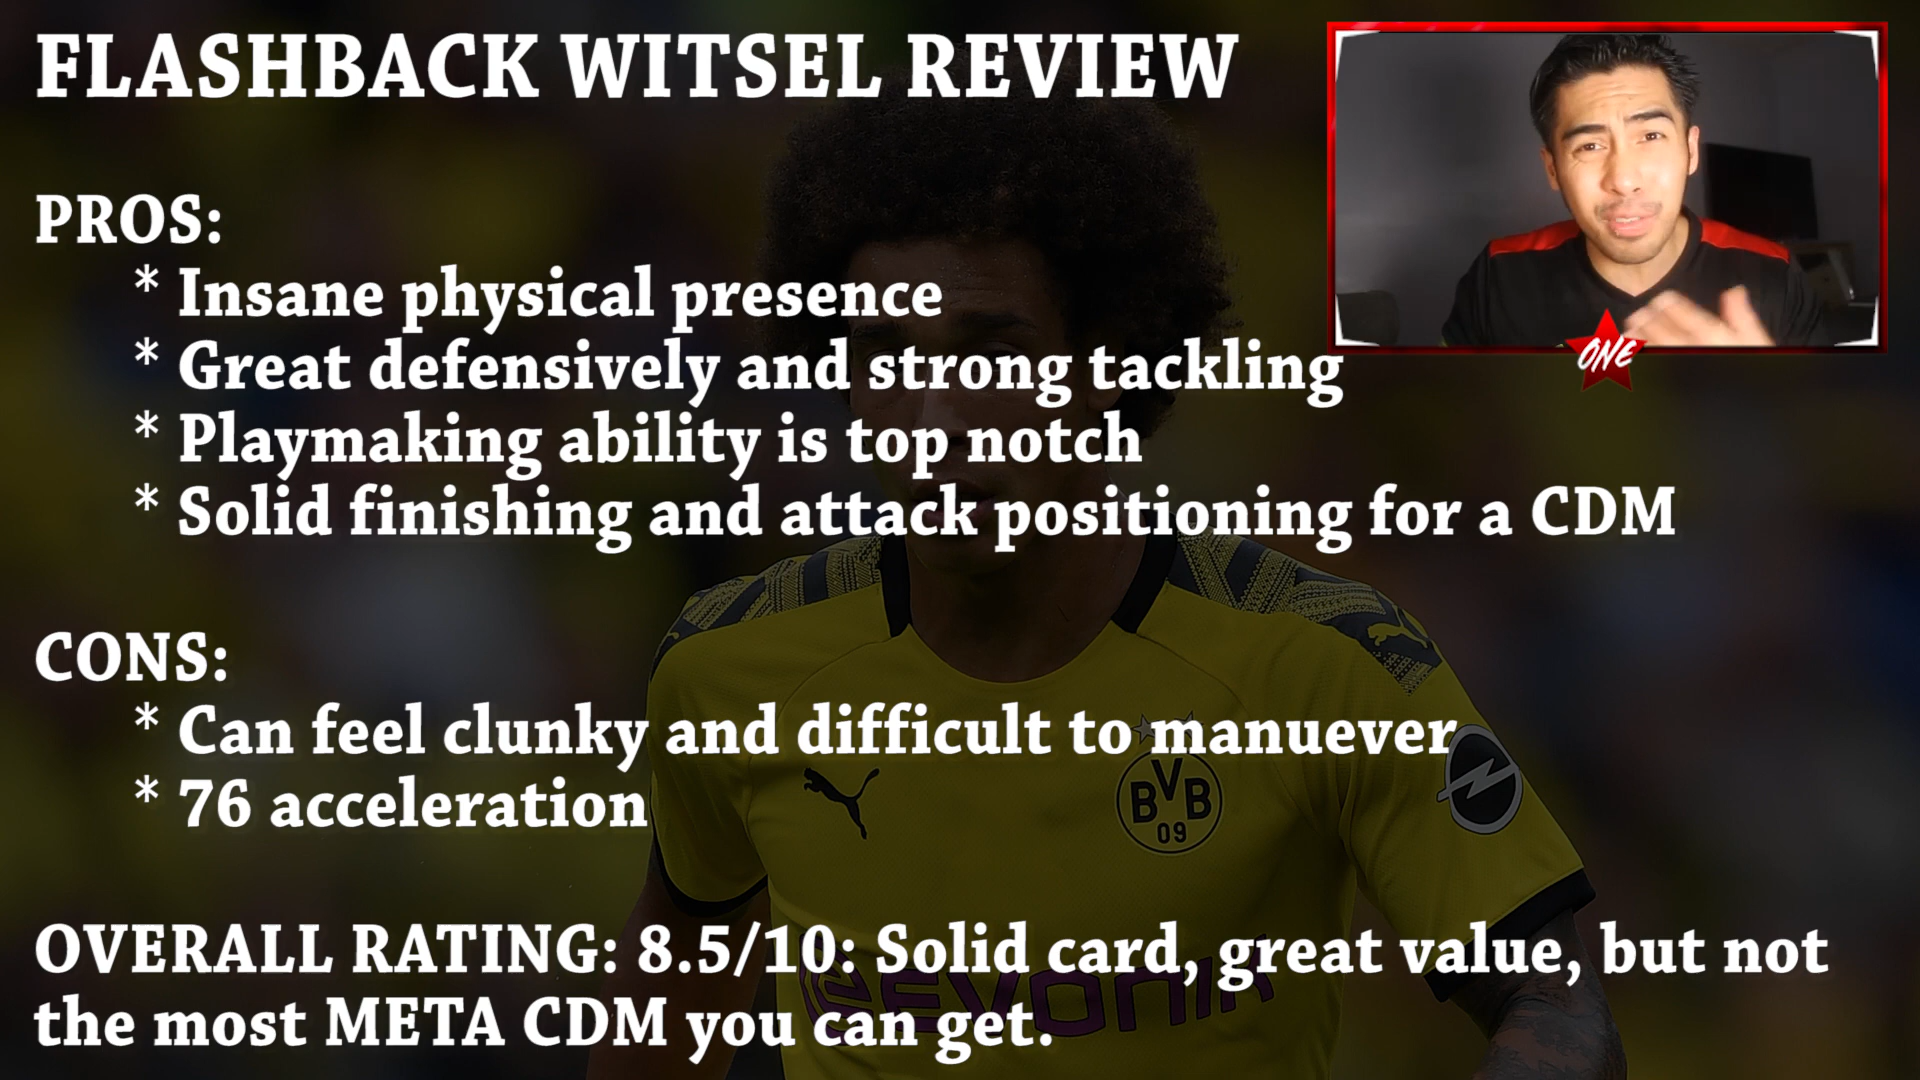 FLASHBACK WITSEL REVIEW
PROS:
* Insane physical presence
* Great defensively and strong tackling
* Playmaking ability is top notch
* Solid finishing and attack positioning for a CDM
ONE
CONS:
* Can feel clunky and difficult to manuever
* 76 acceleration
BVB
09
OVERALL RATING: 8.5/10: Solid card, great value, but not
the most META CDM you can get.
EVONIK